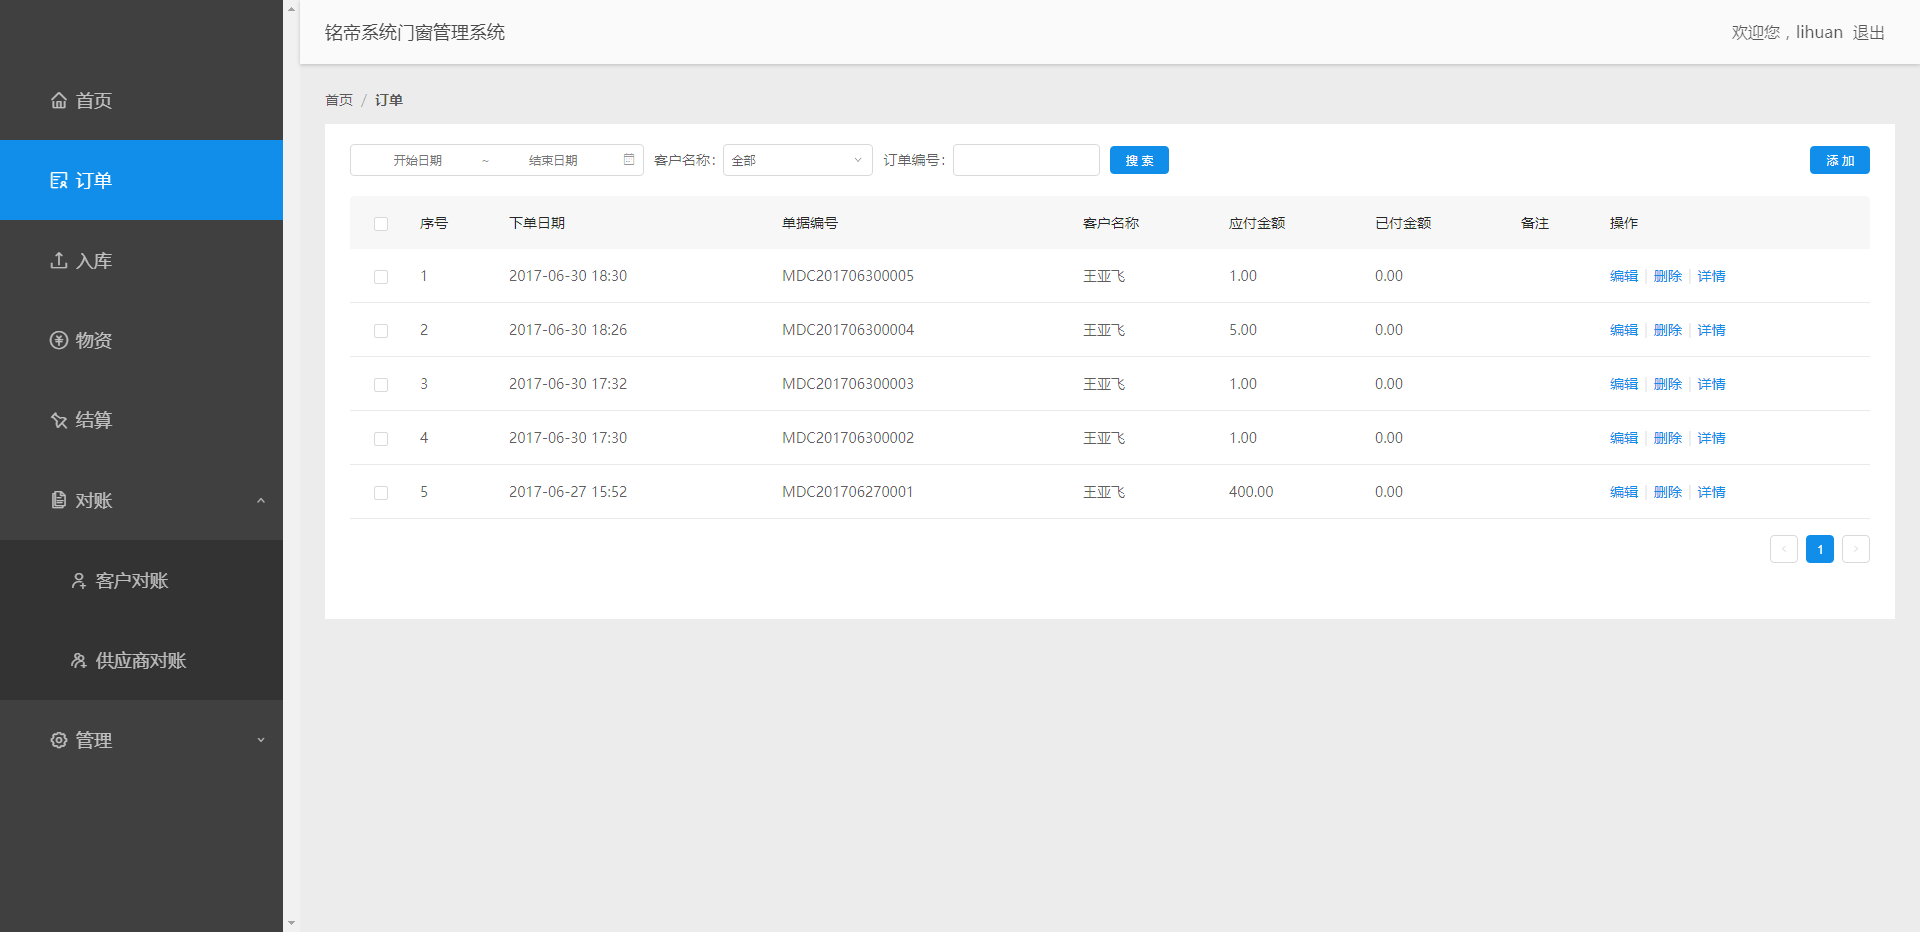 铭帝系统门窗管理系统
欢迎您，lihuan 退出
首页
订单
入库
物资
结算
对账
客户对账
供应商对账
管理
首页 / 订单
开始日期 ~ 结束日期 客户名称： 全部 订单编号： 搜 索 添 加
序号 下单日期 单据编号 客户名称 应付金额 已付金额 备注 操作
1 2017-06-30 18:30 MDC201706300005 王亚飞 1.00 0.00 编辑 | 删除 | 详情
2 2017-06-30 18:26 MDC201706300004 王亚飞 5.00 0.00 编辑 | 删除 | 详情
3 2017-06-30 17:32 MDC201706300003 王亚飞 1.00 0.00 编辑 | 删除 | 详情
4 2017-06-30 17:30 MDC201706300002 王亚飞 1.00 0.00 编辑 | 删除 | 详情
5 2017-06-27 15:52 MDC201706270001 王亚飞 400.00 0.00 编辑 | 删除 | 详情
1